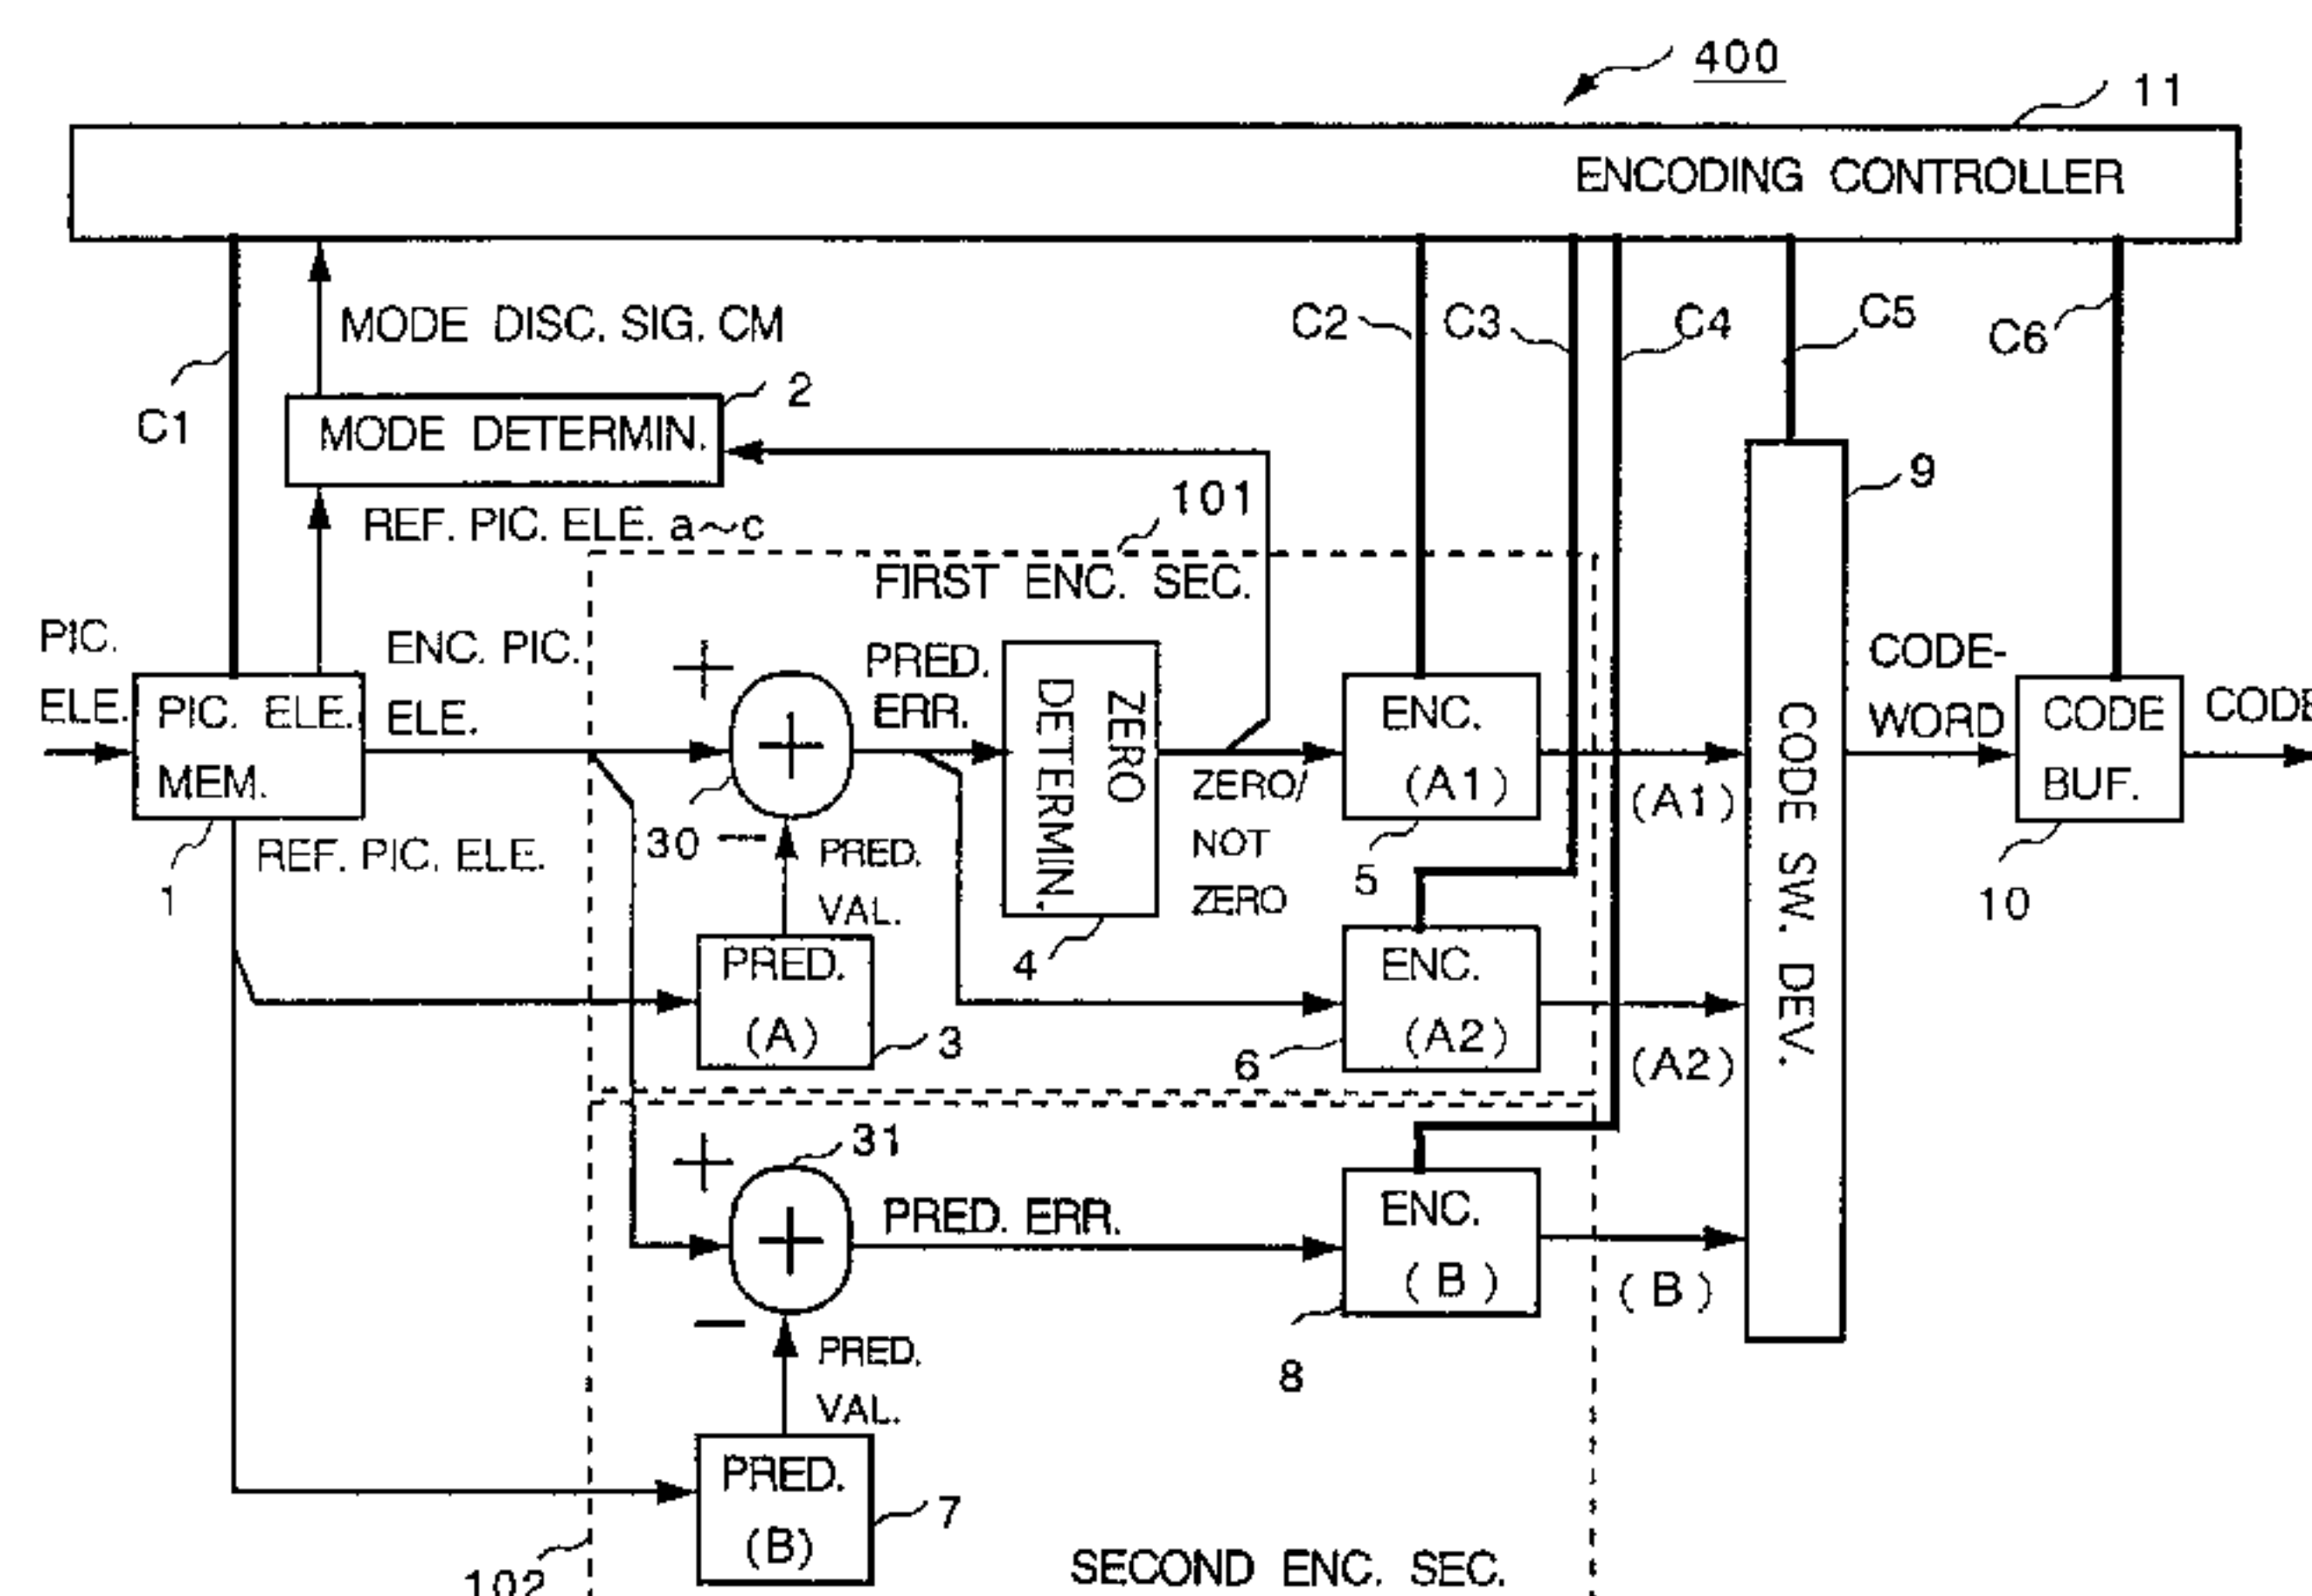 400
11
ENCODING CONTROLLER
C1
MODE DISC. SIG. CM
C2
C3
C4
C5
C6
2
MODE DETERMIN.
REF. PIC. ELE. a~c
101
9
FIRST ENC. SEC.
PIC.
ELE.
PIC. ELE.
MEM.
1
ENC. PIC.
ELE.
REF. PIC. ELE.
+
+
30
−
PRED.
ERR.
PRED.
VAL.
ZERO
DETERMIN.
4
ZERO/
NOT
ZERO
ENC.
(A1)
5
(A1)
CODE SW. DEV.
CODE-
WORD
CODE
BUF.
10
CODE
PRED.
(A)
3
ENC.
(A2)
6
(A2)
+
31
+
−
PRED. ERR.
PRED.
VAL.
ENC.
(B)
8
(B)
PRED.
(B)
7
102
SECOND ENC. SEC.